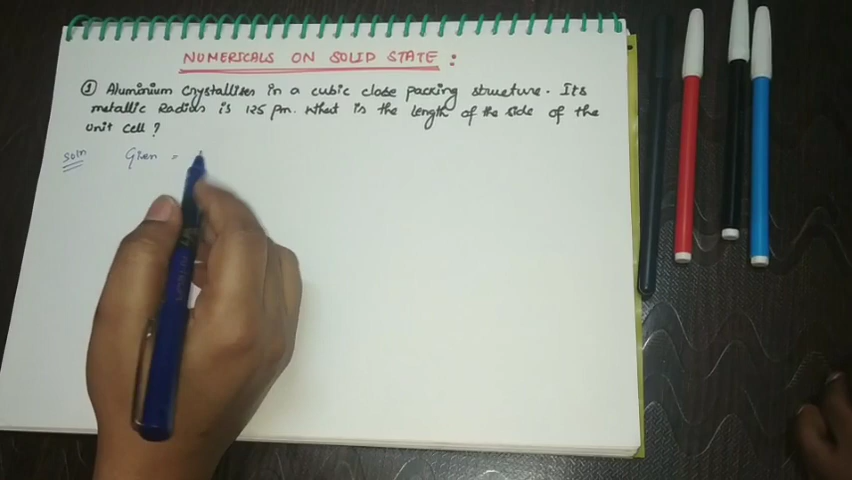 NUMERICALS ON SOLID STATE :
① Aluminium crystallises in a cubic close packing structure. Its
metallic Radius is 125 pm. What is the length of the side of the
Unit cell ?
Soln Given =